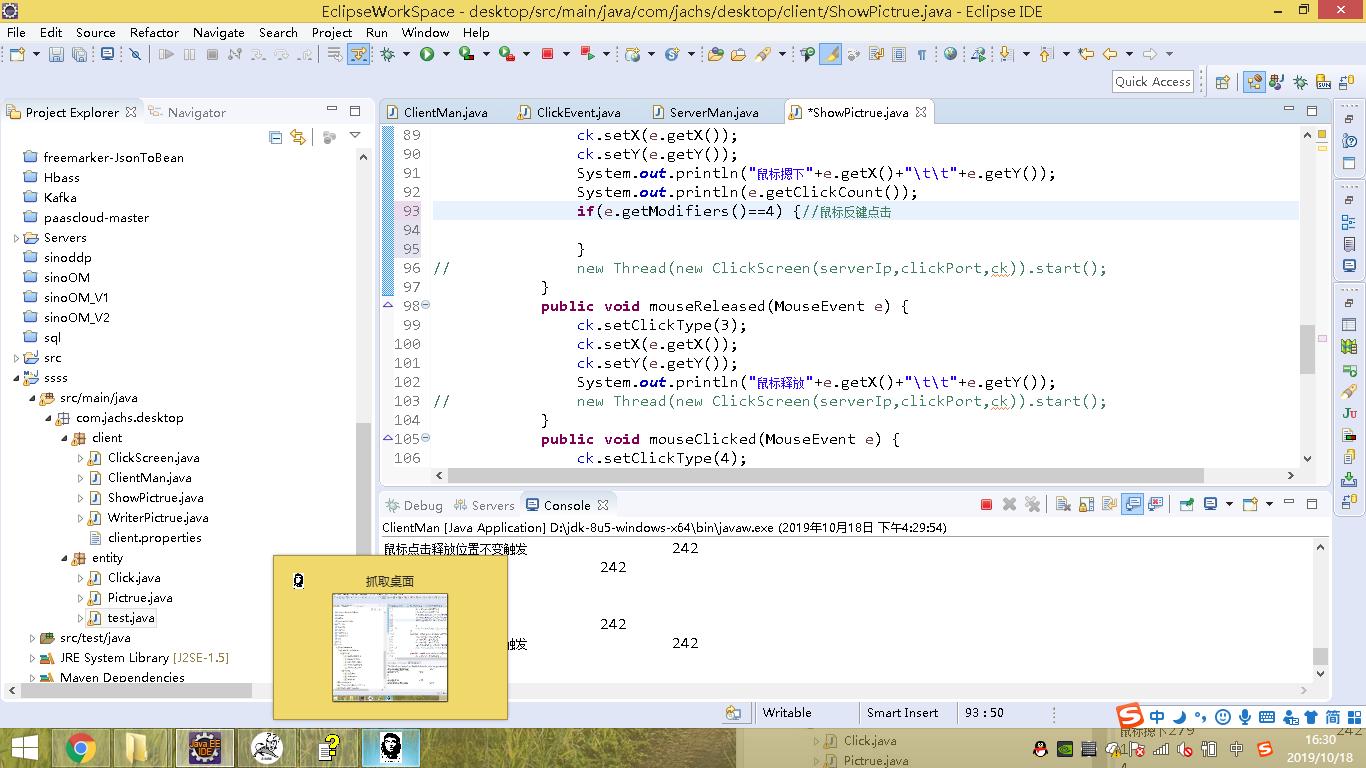 EclipseWorkSpace - desktop/src/main/java/com/jachs/desktop/client/ShowPictrue.java - Eclipse IDE
File Edit Source Refactor Navigate Search Project Run Window Help
Quick Access
Project Explorer
Navigator
freemarker-JsonToBean
Hbass
Kafka
paascloud-master
Servers
sinoddp
sinoOM
sinoOM_V1
sinoOM_V2
sql
src
ssss
src/main/java
com.jachs.desktop
client
ClickScreen.java
ClientMan.java
ShowPictrue.java
WriterPictrue.java
client.properties
entity
Click.java
Pictrue.java
test.java
src/test/java
JRE System Library [J2SE-1.5]
Maven Dependencies
ClientMan.java ClickEvent.java ServerMan.java *ShowPictrue.java
89 ck.setX(e.getX());
90 ck.setY(e.getY());
91 System.out.println("鼠标摁下"+e.getX()+"\t\t"+e.getY());
92 System.out.println(e.getClickCount());
93 if(e.getModifiers()==4) {//鼠标反键点击
94
95 }
96 // new Thread(new ClickScreen(serverIp,clickPort,ck)).start();
97 }
98 public void mouseReleased(MouseEvent e) {
99 ck.setClickType(3);
100 ck.setX(e.getX());
101 ck.setY(e.getY());
102 System.out.println("鼠标释放"+e.getX()+"\t\t"+e.getY());
103 // new Thread(new ClickScreen(serverIp,clickPort,ck)).start();
104 }
105 public void mouseClicked(MouseEvent e) {
106 ck.setClickType(4);
Debug Servers Console
ClientMan [Java Application] D:\jdk-8u5-windows-x64\bin\javaw.exe (2019年10月18日 下午4:29:54)
鼠标点击释放位置不变触发 242
242
242
触发 242
抓取桌面
Writable Smart Insert 93 : 50
中 简
Java EE
IDE
Click.java
Pictrue.java
鼠标摁下279 242
中
16:30
2019/10/18